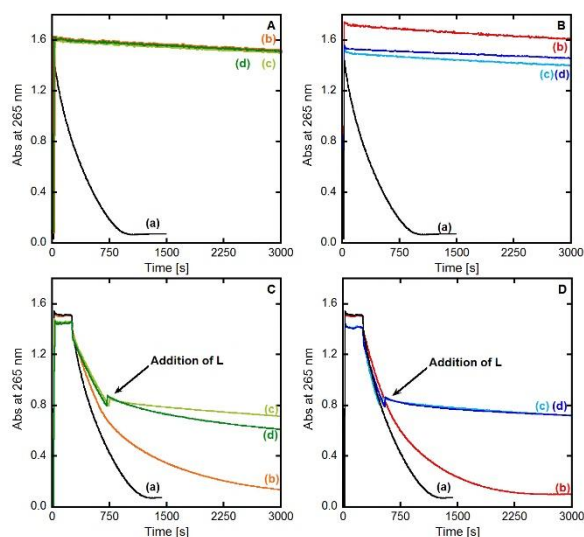 A
B
1.6
1.2
0.8
0.4
0.0
Abs at 265 nm
(b)
(d) (c)
(a)
0 750 1500 2250 3000
Time [s]
1.6
1.2
0.8
0.4
0.0
Abs at 265 nm
(b)
(c)(d)
(a)
0 750 1500 2250 3000
Time [s]
C
1.6
1.2
0.8
0.4
0.0
Abs at 265 nm
Addition of L
(c)
(d)
(b)
(a)
0 750 1500 2250 3000
Time [s]
D
1.6
1.2
0.8
0.4
0.0
Abs at 265 nm
Addition of L
(c) (d)
(b)
(a)
0 750 1500 2250 3000
Time [s]